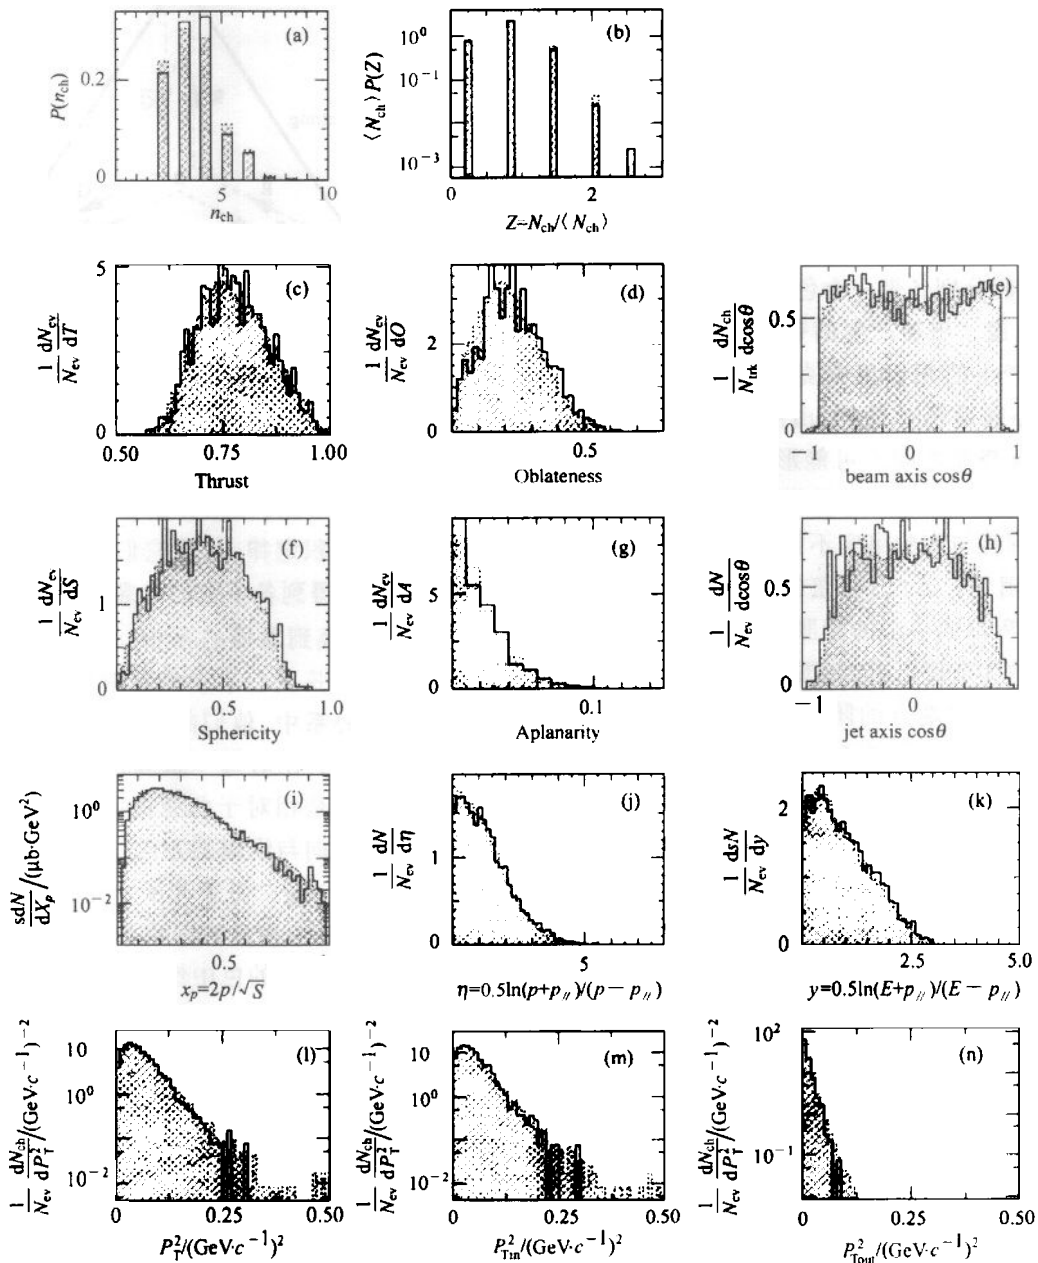 (a)
P(n_ch)
0.2
0
0
5
10
n_ch
(b)
⟨N_ch⟩P(Z)
10^0
10^-1
10^-3
0
2
Z=N_ch/⟨N_ch⟩
(c)
1/N_ev dN_ev/dT
5
0
0.50
0.75
1.00
Thrust
(d)
1/N_ev dN_ev/dO
2
0
0.5
Oblateness
(e)
1/N_trk dN_ch/dcosθ
0.5
0
−1
0
1
beam axis cosθ
(f)
1/N_ev dN_ev/dS
1
0
0.5
1.0
Sphericity
(g)
1/N_ev dN_ev/dA
5
0
0.1
Aplanarity
(h)
1/N_ev dN/dcosθ
0.5
0
−1
0
1
jet axis cosθ
(i)
sdN/dX_p/(μb·GeV²)
10^0
10^-2
0.5
x_p=2p/√S
(j)
1/N_ev dN/dη
1
0
5
η=0.5ln(p+p_//)/(p−p_//)
(k)
1/N_ev dsN/dy
2
0
2.5
5.0
y=0.5ln(E+p_//)/(E−p_//)
(l)
1/N_ev dN_ch/dP_T²/(GeV·c⁻¹)⁻²
10
10^0
10^-2
0
0.25
0.50
P_T²/(GeV·c⁻¹)²
(m)
1/N_ev dN_ch/dP_T²/(GeV·c⁻¹)⁻²
10
10^0
10^-2
0
0.25
0.50
P_Tin²/(GeV·c⁻¹)²
(n)
1/N_ev dN_ch/dP_T²/(GeV·c⁻¹)⁻²
10^2
10^-1
0
0.25
0.50
P_Tout²/(GeV·c⁻¹)²